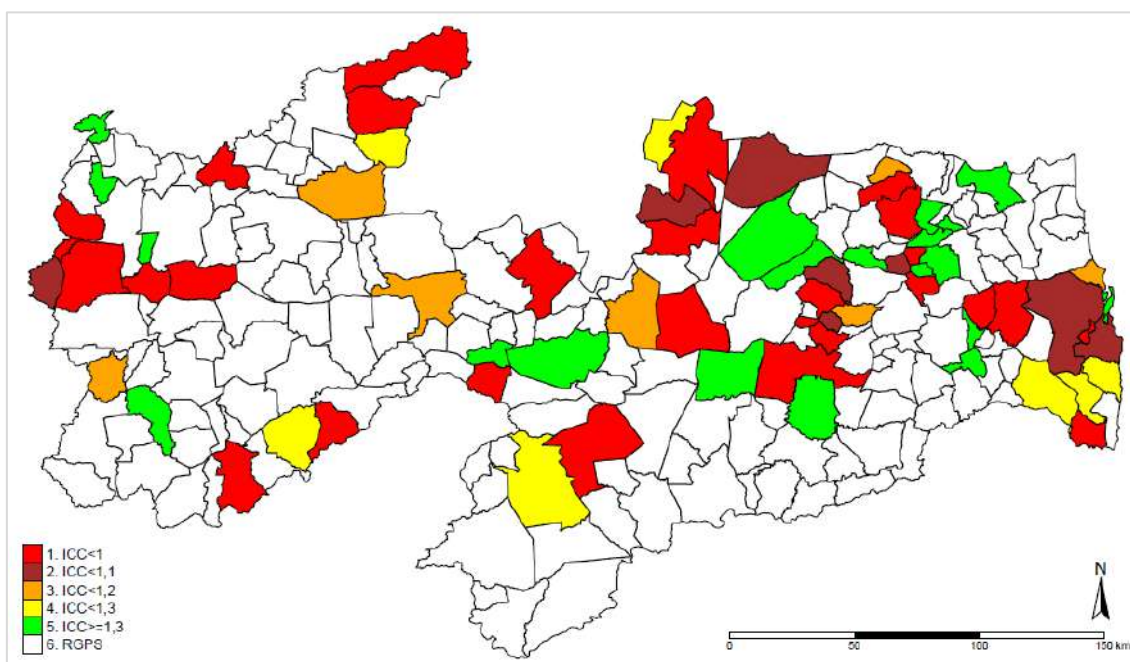 1. ICC<1
2. ICC<1,1
3. ICC<1,2
4. ICC<1,3
5. ICC>=1,3
6. RGPS
N
0 50 100 150 km